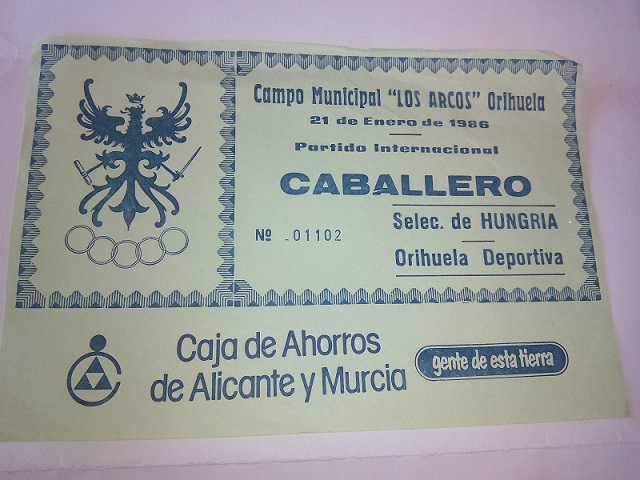 Campo Municipal "LOS ARCOS" Orihuela
21 de Enero de 1986
Partido Internacional
CABALLERO
Selec. de HUNGRIA
Nº .01102
Orihuela Deportiva
Caja de Ahorros
de Alicante y Murcia
gente de esta tierra